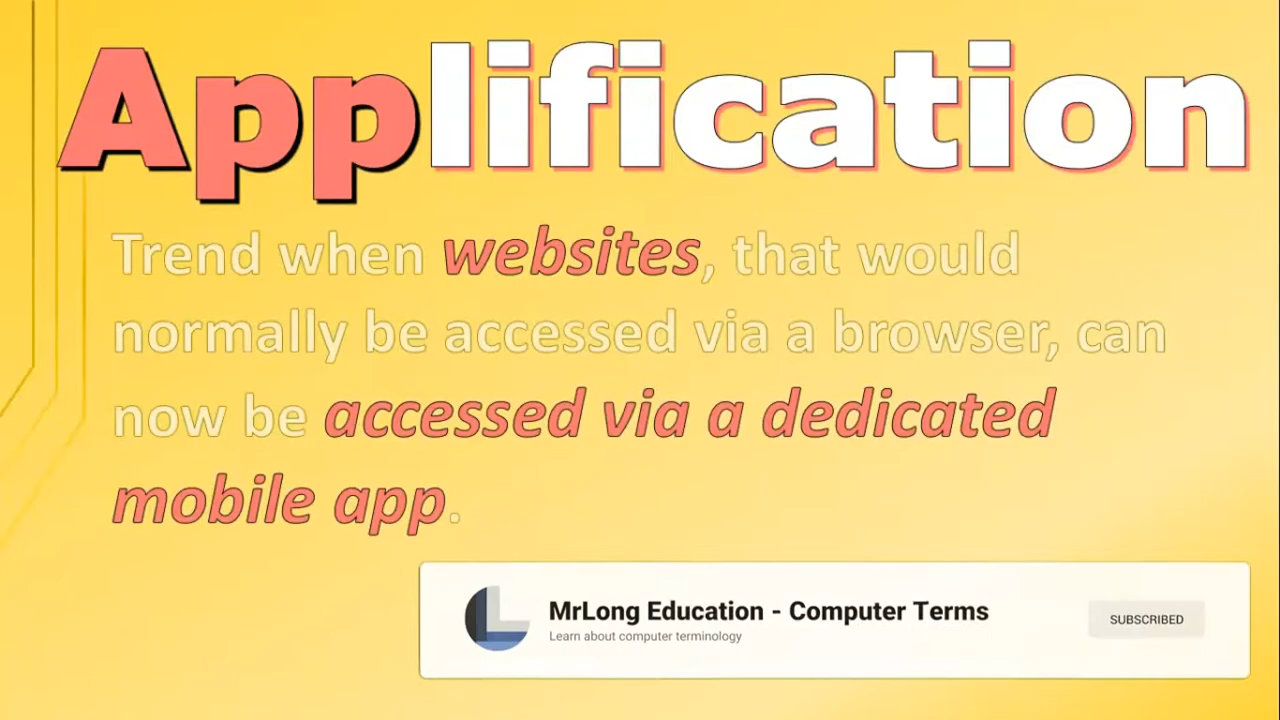 Applification
Trend when websites, that would
normally be accessed via a browser, can
now be accessed via a dedicated
mobile app.
MrLong Education - Computer Terms
Learn about computer terminology
SUBSCRIBED